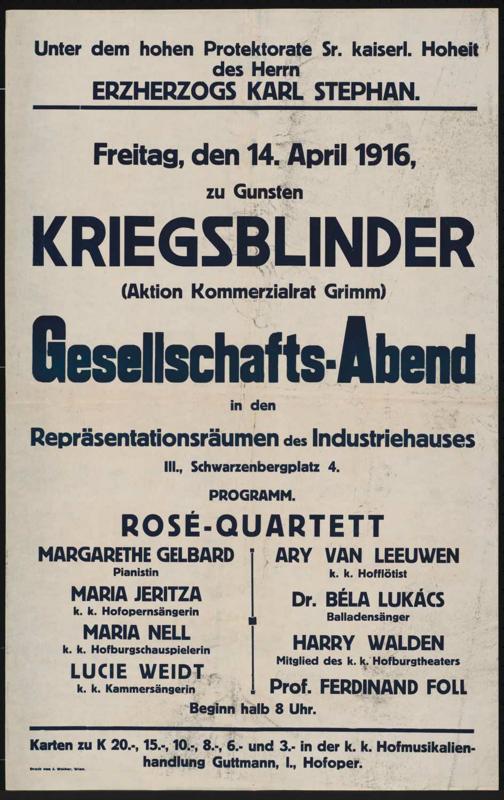 Unter dem hohen Protektorate Sr. kaiserl. Hoheit
des Herrn
ERZHERZOGS KARL STEPHAN.
Freitag, den 14. April 1916,
zu Gunsten
KRIEGSBLINDER
(Aktion Kommerzialrat Grimm)
Gesellschafts-Abend
in den
Repräsentationsräumen des Industriehauses
III., Schwarzenbergplatz 4.
PROGRAMM.
ROSÉ-QUARTETT
MARGARETHE GELBARD
Pianistin
MARIA JERITZA
k. k. Hofopernsängerin
MARIA NELL
k. k. Hofburgschauspielerin
LUCIE WEIDT
k. k. Kammersängerin
ARY VAN LEEUWEN
k. k. Hofflötist
Dr. BÉLA LUKÁCS
Balladensänger
HARRY WALDEN
Mitglied des k. k. Hofburgtheaters
Prof. FERDINAND FOLL
Beginn halb 8 Uhr.
Karten zu K 20.-, 15.-, 10.-, 8.-, 6.- und 3.- in der k. k. Hofmusikalien-
handlung Guttmann, I., Hofoper.
Druck von J. Weiner, Wien.